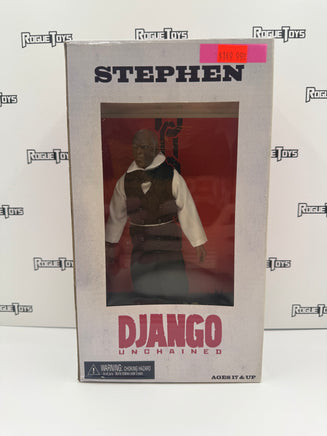 ROGUE TOYS
STEPHEN
DJANGO
UNCHAINED
WARNING: CHOKING HAZARD
AGES 17 & UP